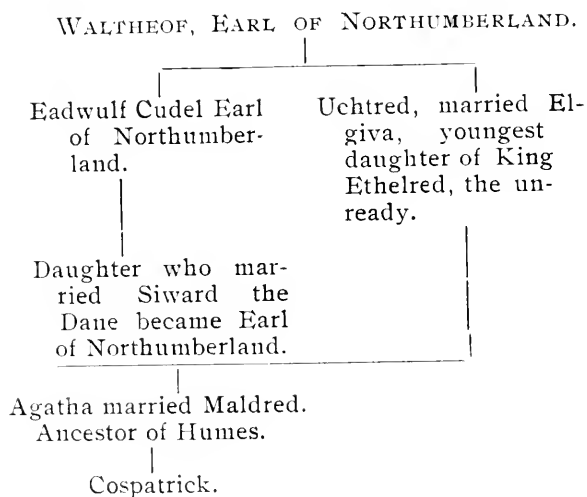 WALTHEOF, EARL OF NORTHUMBERLAND.
Eadwulf Cudel Earl
of Northumber-
land.
Uchtred, married El-
giva, youngest
daughter of King
Ethelred, the un-
ready.
Daughter who mar-
ried Siward the
Dane became Earl
of Northumberland.
Agatha married Maldred.
Ancestor of Humes.
Cospatrick.